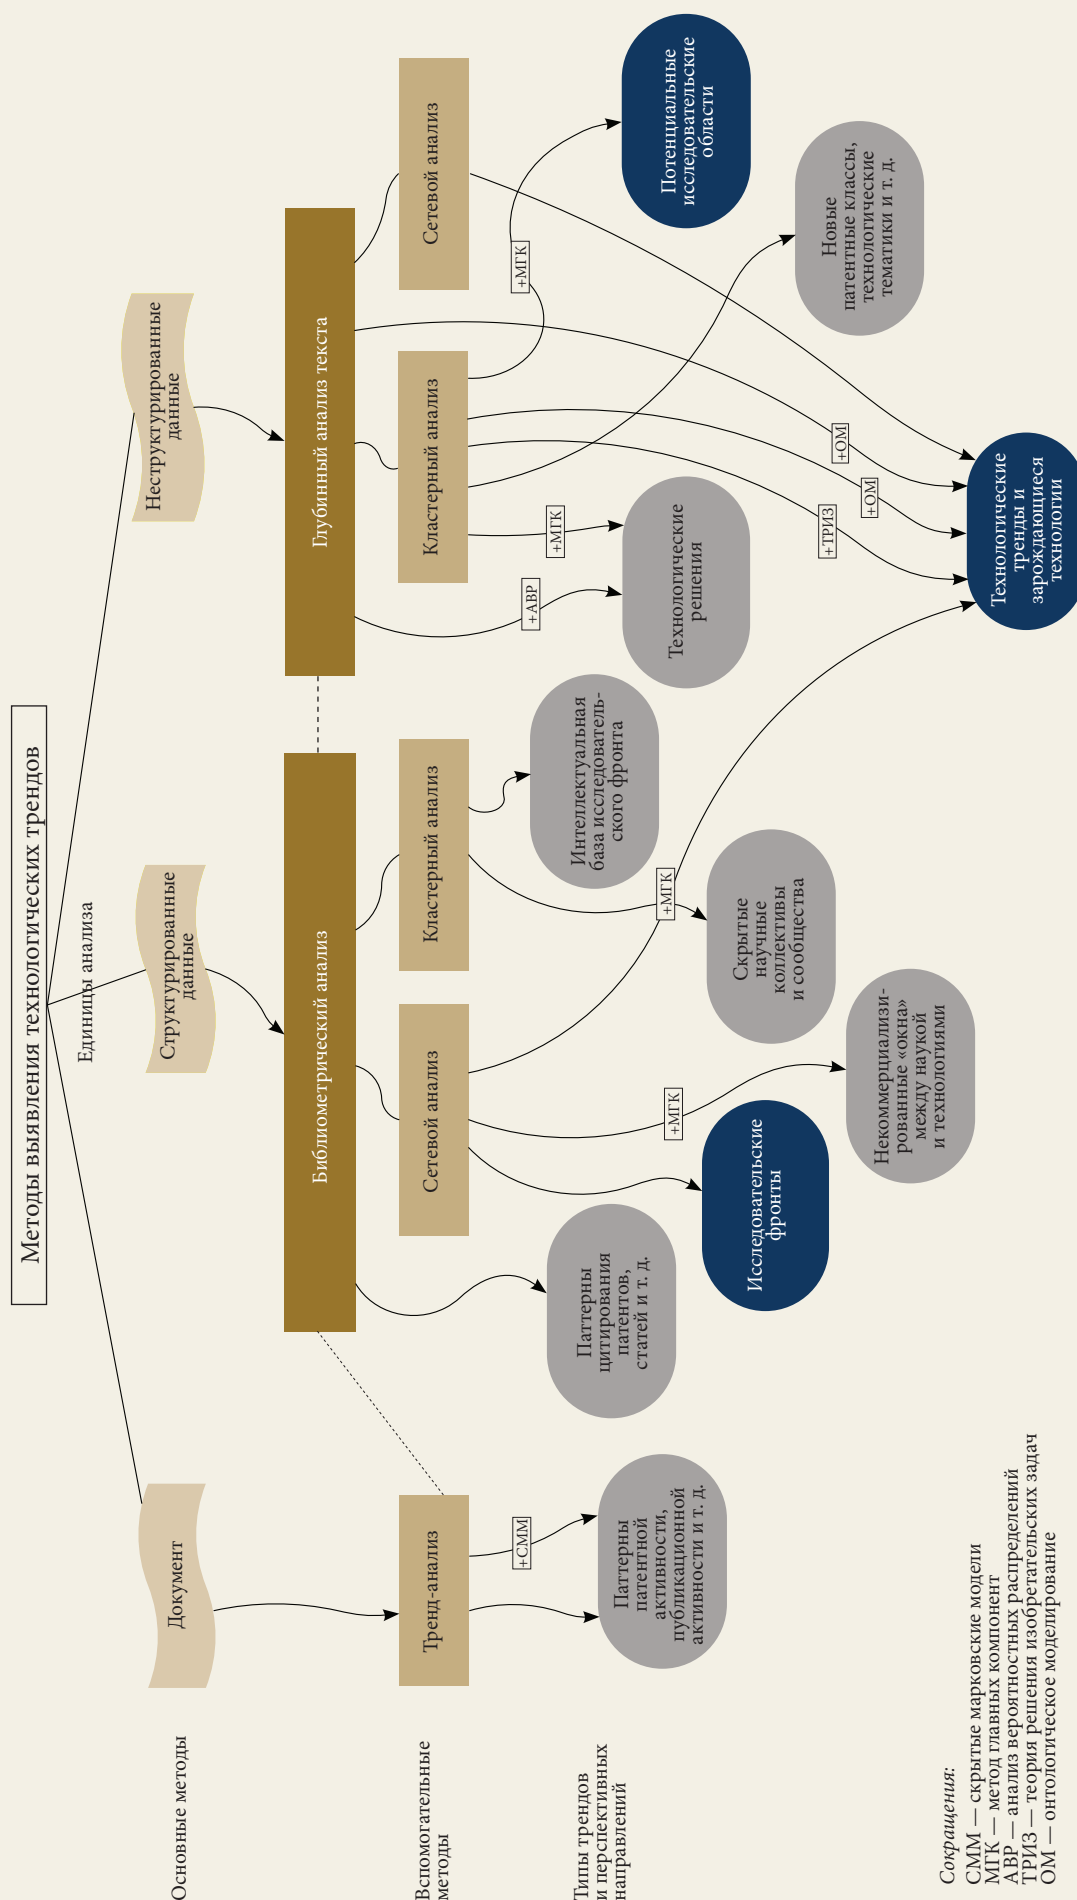 Методы выявления технологических трендов
Единицы анализа
Документ
Структурированные
данные
Неструктурированные
данные
Основные методы
Библиометрический анализ
Глубинный анализ текста
Вспомогательные
методы
Тренд-анализ
Сетевой анализ
Кластерный анализ
Кластерный анализ
Сетевой анализ
+СММ
+МГК
+МГК
+АВР
+МГК
+МГК
+ТРИЗ
+ОМ
+ОМ
Типы трендов
и перспективных
направлений
Паттерны
патентной
активности,
публикационной
активности и т. д.
Паттерны
цитирования
патентов,
статей и т. д.
Исследовательские
фронты
Некоммерциализи-
рованные «окна»
между наукой
и технологиями
Скрытые
научные
коллективы
и сообщества
Интеллектуальная
база исследователь-
ского фронта
Технологические
решения
Технологические
тренды и
зарождающиеся
технологии
Новые
патентные классы,
технологические
тематики и т. д.
Потенциальные
исследовательские
области
Сокращения:
СММ — скрытые марковские модели
МГК — метод главных компонент
АВР — анализ вероятностных распределений
ТРИЗ — теория решения изобретательских задач
ОМ — онтологическое моделирование